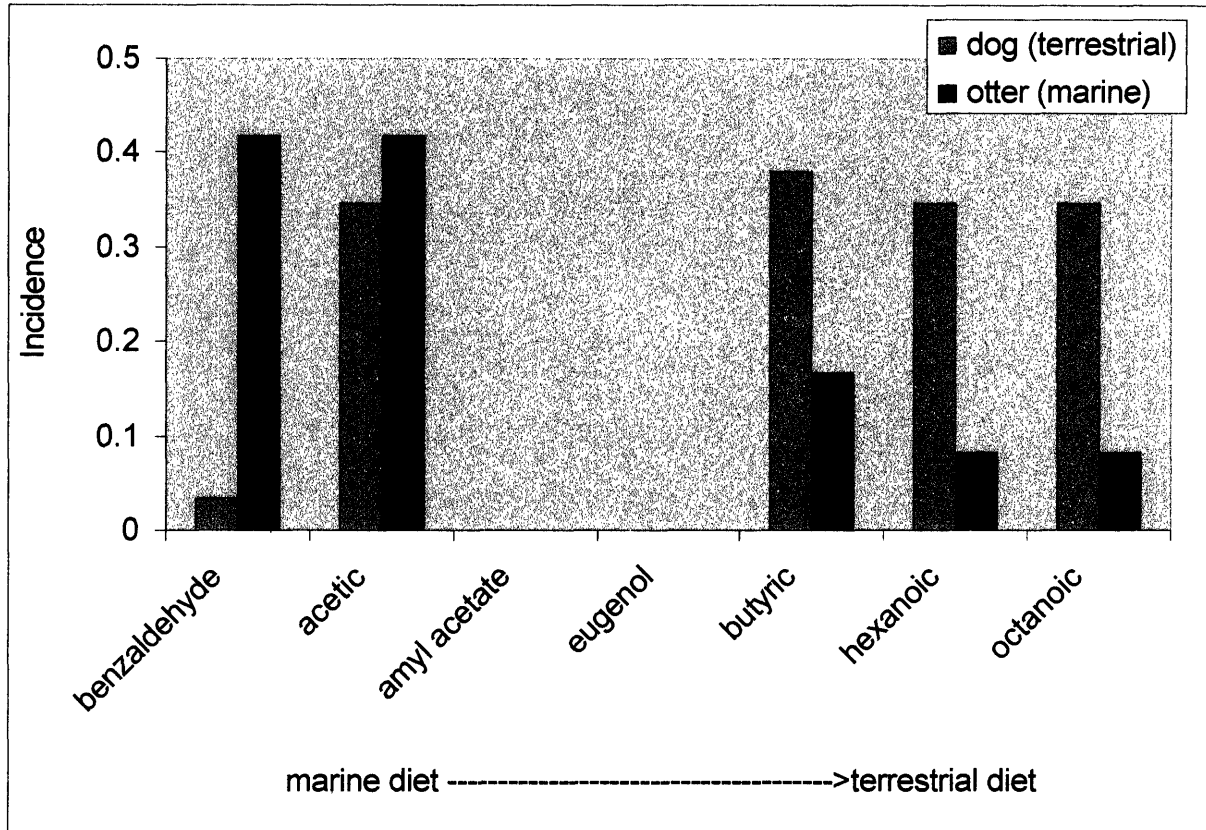 dog (terrestrial)
otter (marine)
0.5
0.4
0.3
0.2
0.1
0
Incidence
benzaldehyde
acetic
amyl acetate
eugenol
butyric
hexanoic
octanoic
marine diet ------------------------------>terrestrial diet